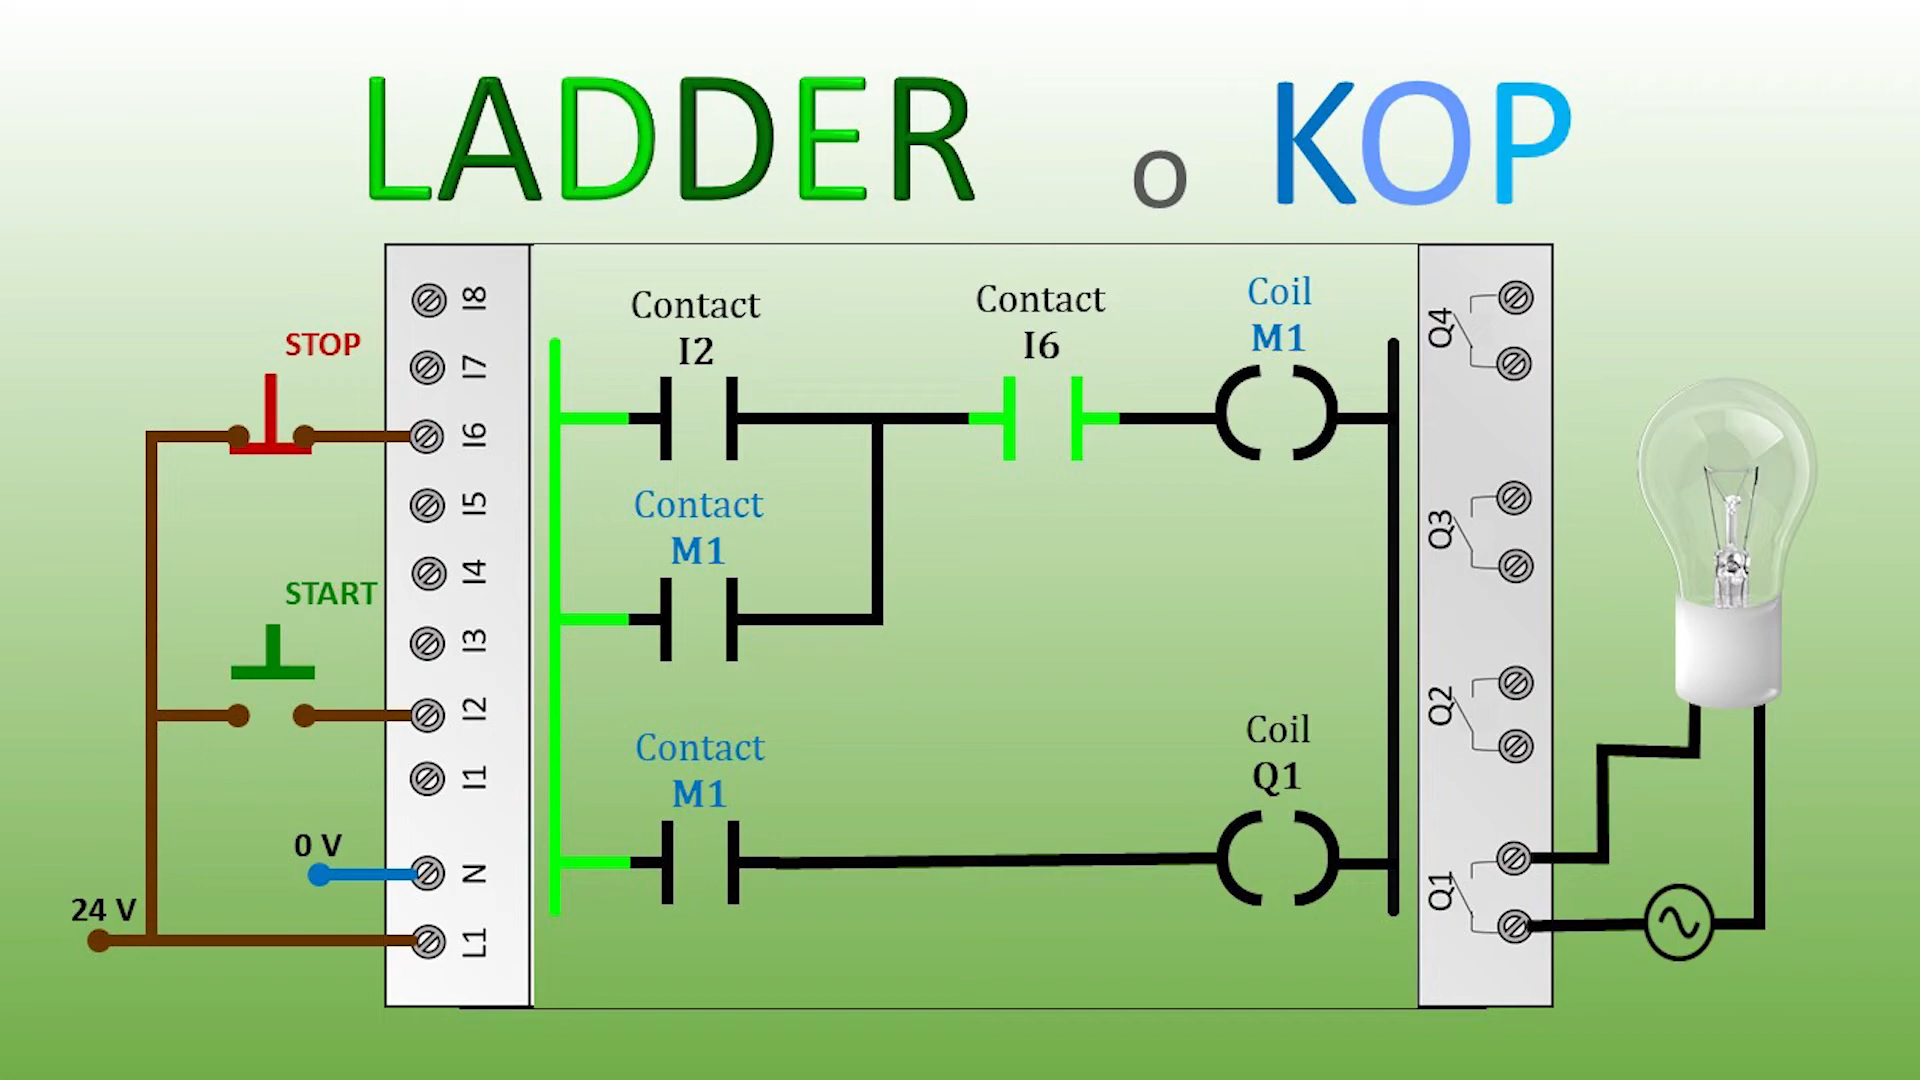 LADDER o KOP
STOP
START
0 V
24 V
I8
I7
I6
I5
I4
I3
I2
I1
N
L1
Contact
I2
Contact
I6
Coil
M1
Contact
M1
Contact
M1
Coil
Q1
Q4
Q3
Q2
Q1